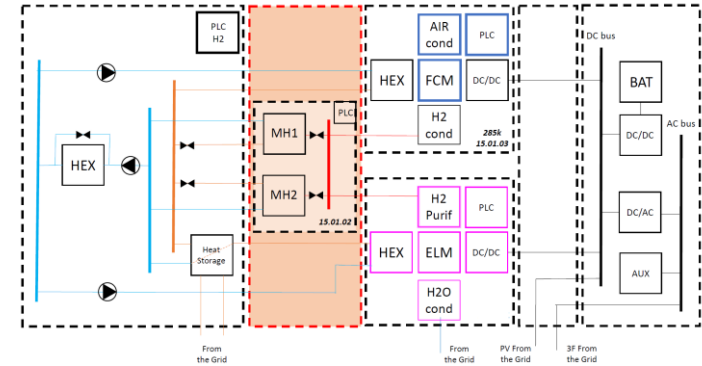 PLC
H2
AIR
cond
PLC
DC bus
HEX
FCM
DC/DC
BAT
PLC
AC bus
MH1
H2
cond
DC/DC
285k
15.01.03
HEX
MH2
H2
Purif
PLC
DC/AC
15.01.02
Heat
Storage
HEX
ELM
DC/DC
AUX
H2O
cond
From
the Grid
From
the Grid
PV From
the Grid
3F From
the Grid